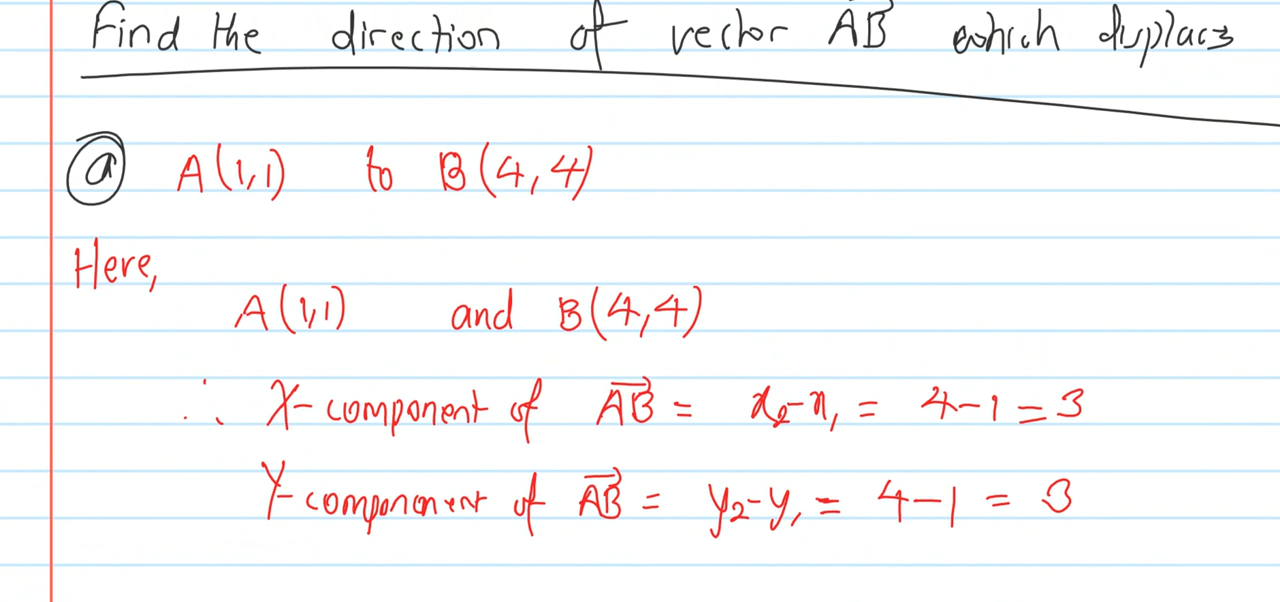 Find the direction of vector AB which displacs
(a) A(1,1) to B(4,4)
Here,
A(1,1) and B(4,4)
∴ X-component of AB⃗ = x₂-x₁ = 4-1=3
Y-component of AB⃗ = y₂-y₁ = 4-1 = 3